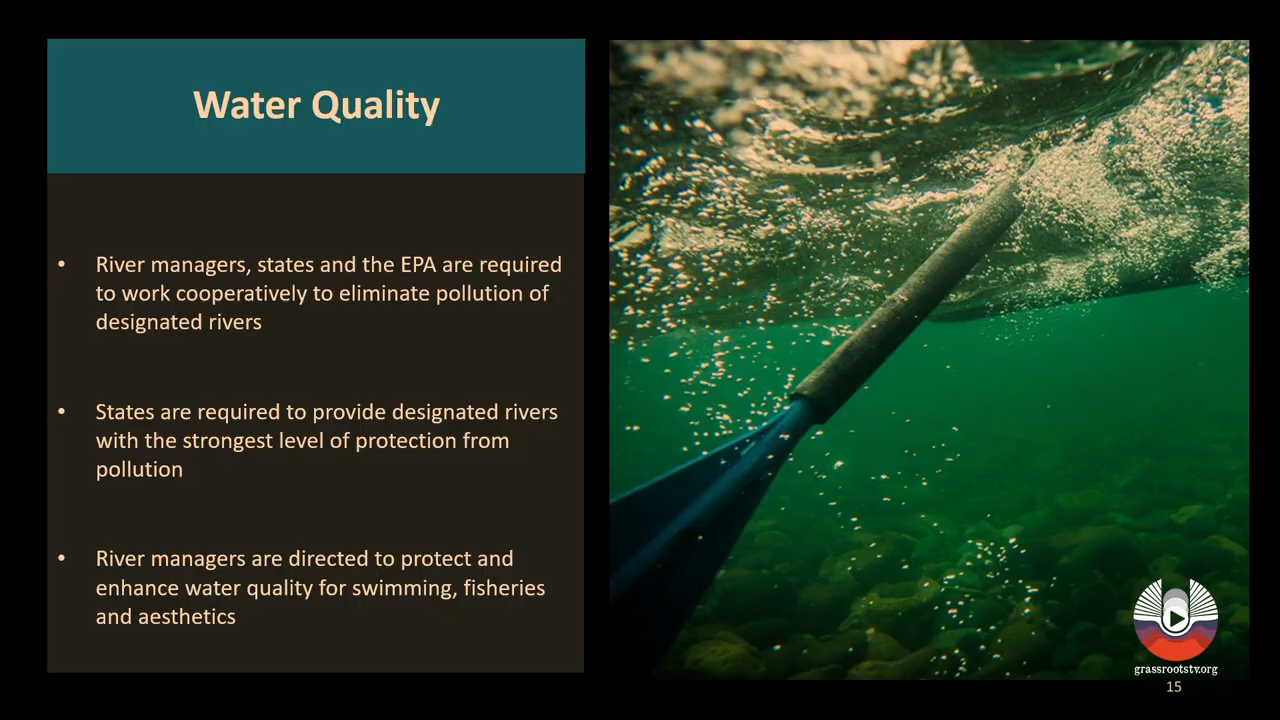 Water Quality
• River managers, states and the EPA are required
to work cooperatively to eliminate pollution of
designated rivers
• States are required to provide designated rivers
with the strongest level of protection from
pollution
• River managers are directed to protect and
enhance water quality for swimming, fisheries
and aesthetics
grassrootstv.org
15